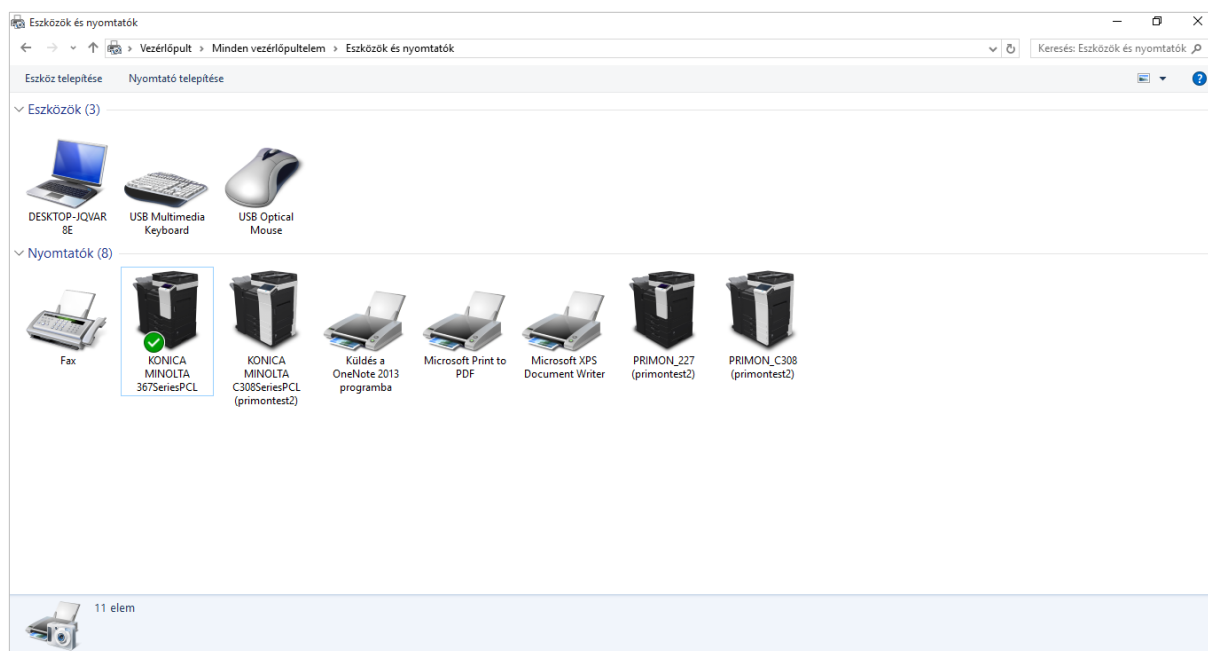 Eszközök és nyomtatók
Vezérlőpult › Minden vezérlőpultelem › Eszközök és nyomtatók
Keresés: Eszközök és nyomtatók
Eszköz telepítése
Nyomtató telepítése
Eszközök (3)
DESKTOP-JQVAR
8E
USB Multimedia
Keyboard
USB Optical
Mouse
Nyomtatók (8)
Fax
KONICA
MINOLTA
367SeriesPCL
KONICA
MINOLTA
C308SeriesPCL
(primontest2)
Küldés a
OneNote 2013
programba
Microsoft Print to
PDF
Microsoft XPS
Document Writer
PRIMON_227
(primontest2)
PRIMON_C308
(primontest2)
11 elem